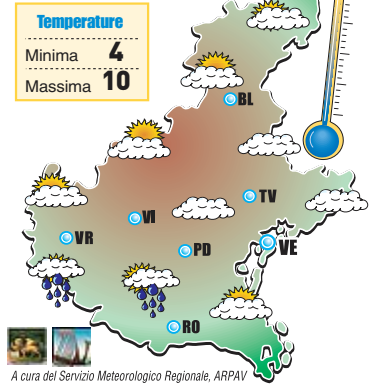 Temperature
Minima 4
Massima 10
BL
TV
VI
VR
PD
VE
RO
A cura del Servizio Meteorologico Regionale, ARPAV